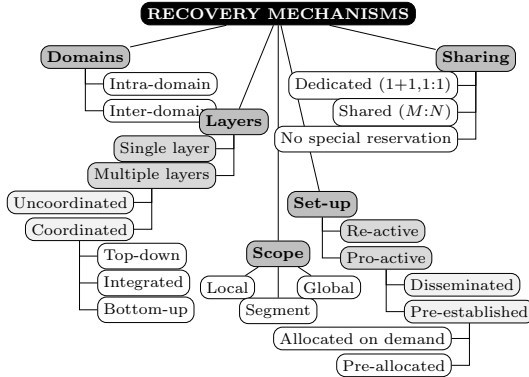 RECOVERY MECHANISMS
Domains
Intra-domain
Inter-domain
Layers
Single layer
Multiple layers
Uncoordinated
Coordinated
Top-down
Integrated
Bottom-up
Scope
Local
Segment
Global
Set-up
Re-active
Pro-active
Disseminated
Pre-established
Allocated on demand
Pre-allocated
Sharing
Dedicated (1+1,1:1)
Shared (M:N)
No special reservation